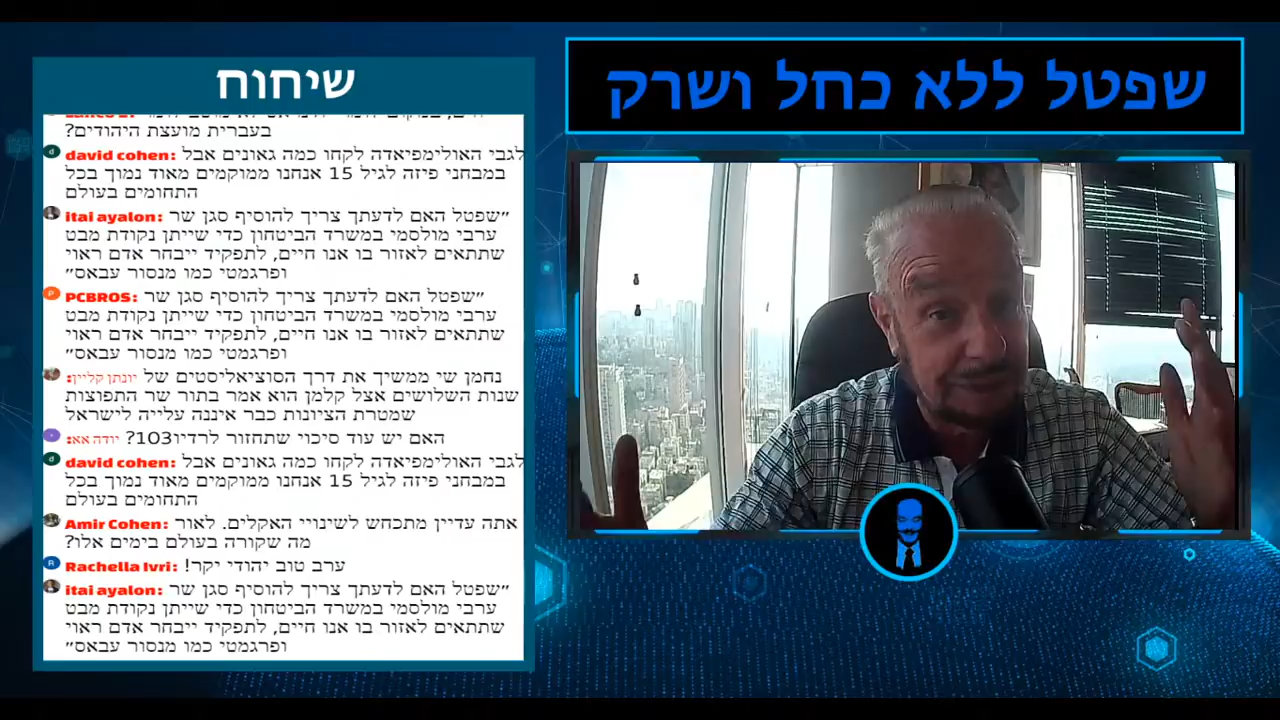 שיחוח
שפטל ללא כחל ושרק
בעברית מועצת היהודים?
david cohen: לגבי האולימפיאדה לקחו כמה גאונים אבל
במבחני פיזה לגיל 15 אנחנו ממוקמים מאוד נמוך בכל
התחומים בעולם
itai ayalon: ״שפטל האם לדעתך צריך להוסיף סגן שר
ערבי מולסמי במשרד הביטחון כדי שייתן נקודת מבט
שתתאים לאזור בו אנו חיים, לתפקיד ייבחר אדם ראוי
ופרגמטי כמו מנסור עבאס״
PCBROS: ״שפטל האם לדעתך צריך להוסיף סגן שר
ערבי מולסמי במשרד הביטחון כדי שייתן נקודת מבט
שתתאים לאזור בו אנו חיים, לתפקיד ייבחר אדם ראוי
ופרגמטי כמו מנסור עבאס״
יונתן קליין: נחמן שי ממשיך את דרך הסוציאליסטים של
שנות השלושים אצל קלמן הוא אמר בתור שר התפוצות
שמטרת הציונות כבר איננה עלייה לישראל
יודה אא: האם יש עוד סיכוי שתחזור לרדיו103?
david cohen: לגבי האולימפיאדה לקחו כמה גאונים אבל
במבחני פיזה לגיל 15 אנחנו ממוקמים מאוד נמוך בכל
התחומים בעולם
Amir Cohen: אתה עדיין מתכחש לשינויי האקלים. לאור
מה שקורה בעולם בימים אלו?
Rachella Ivri: ערב טוב יהודי יקר!
itai ayalon: ״שפטל האם לדעתך צריך להוסיף סגן שר
ערבי מולסמי במשרד הביטחון כדי שייתן נקודת מבט
שתתאים לאזור בו אנו חיים, לתפקיד ייבחר אדם ראוי
ופרגמטי כמו מנסור עבאס״